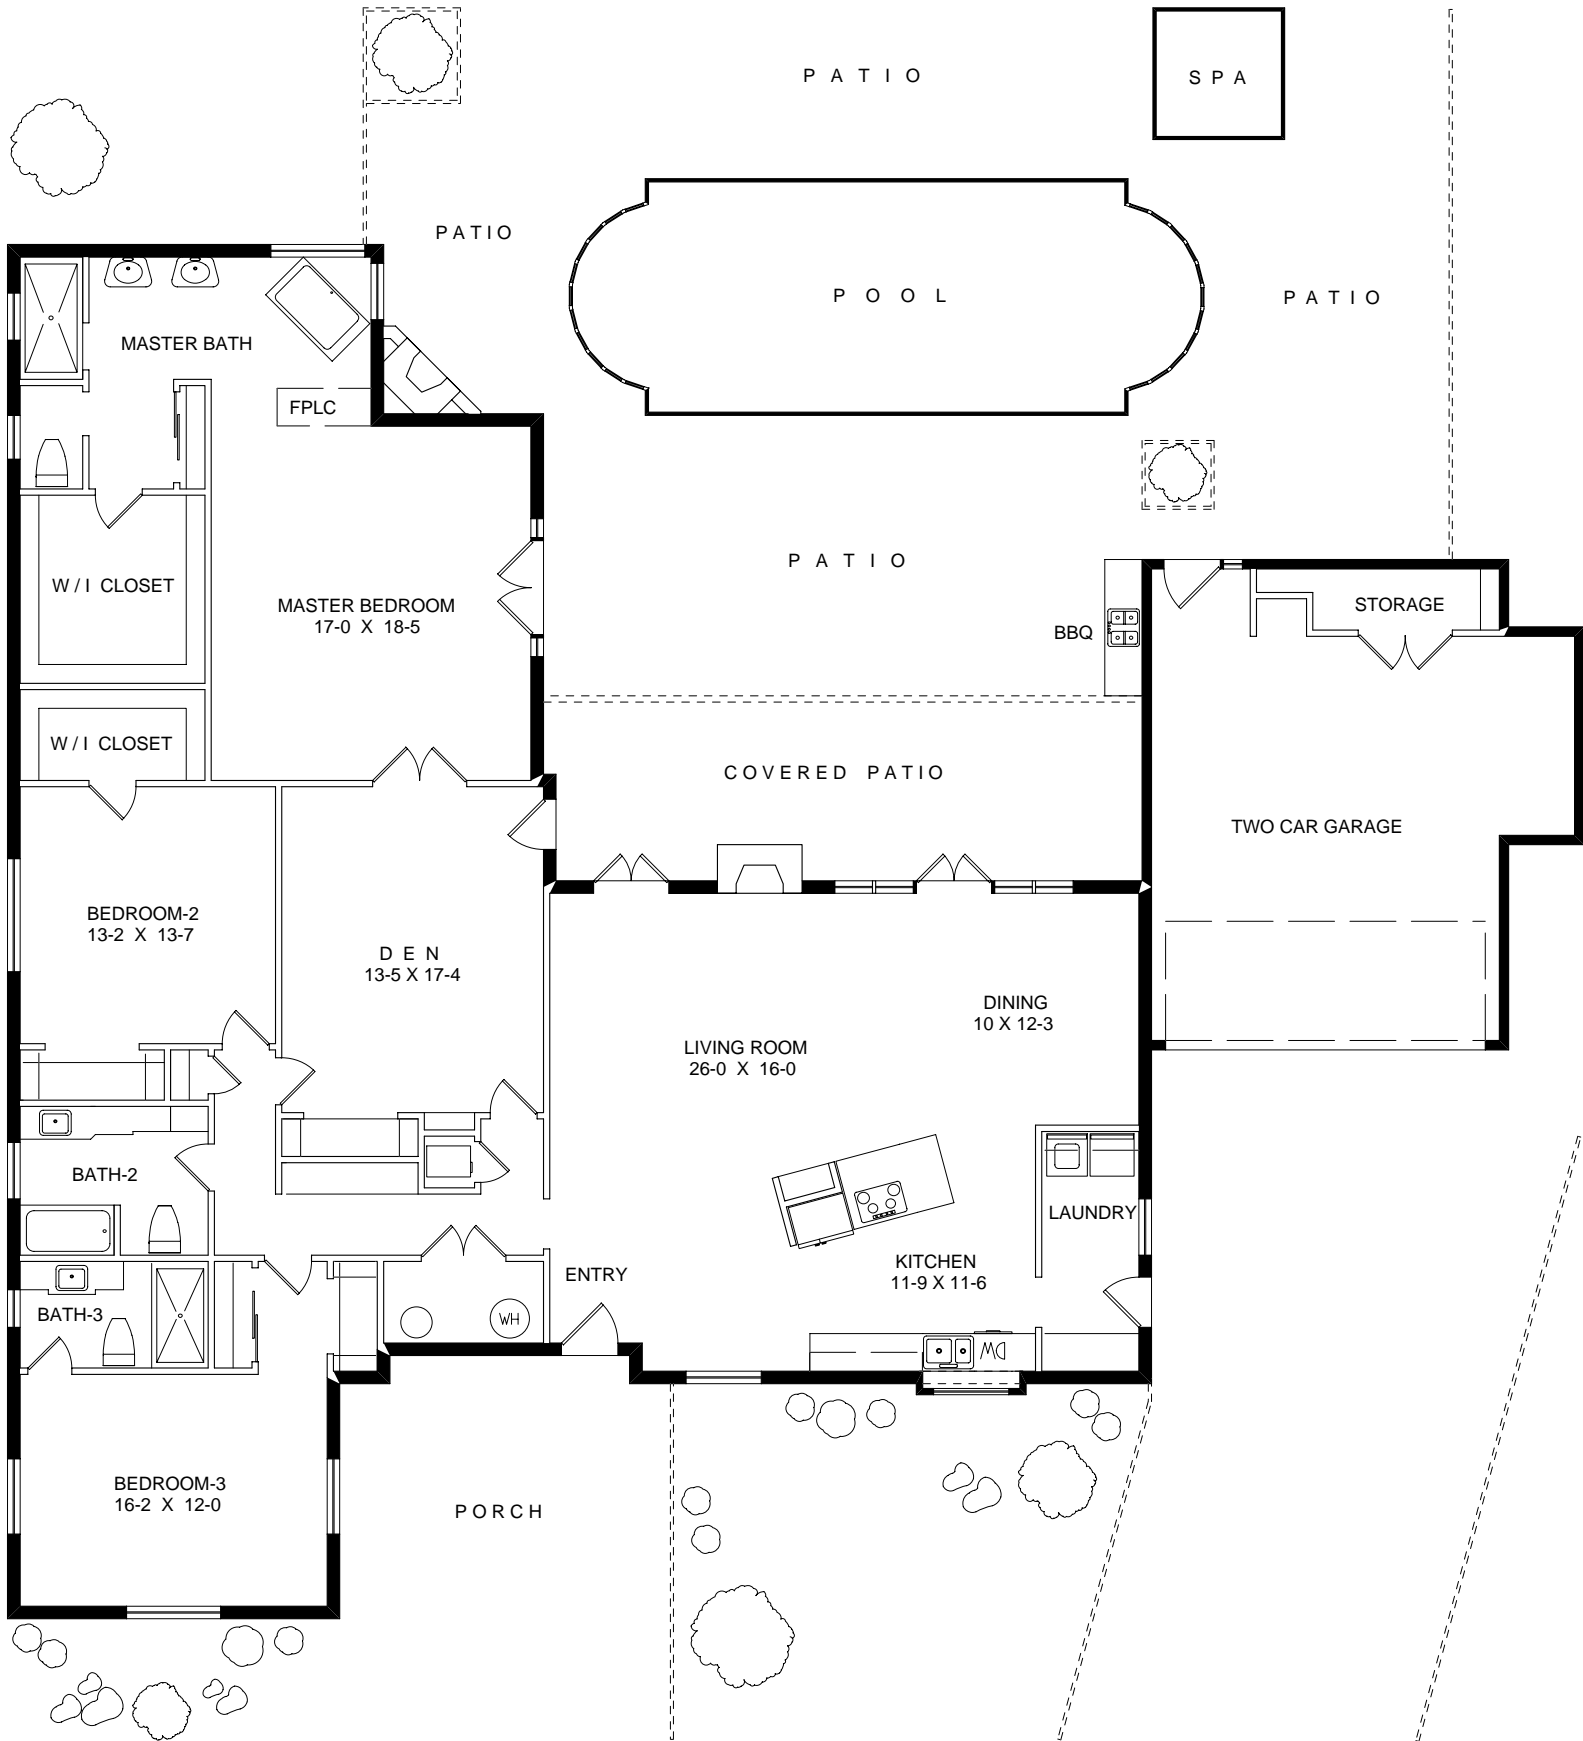 PATIO
SPA
PATIO
POOL
PATIO
MASTER BATH
FPLC
PATIO
W / I CLOSET
MASTER BEDROOM
17-0 X 18-5
STORAGE
BBQ
W / I CLOSET
COVERED PATIO
TWO CAR GARAGE
BEDROOM-2
13-2 X 13-7
DEN
13-5 X 17-4
DINING
10 X 12-3
LIVING ROOM
26-0 X 16-0
BATH-2
LAUNDRY
KITCHEN
11-9 X 11-6
ENTRY
BATH-3
WH
DW
BEDROOM-3
16-2 X 12-0
PORCH